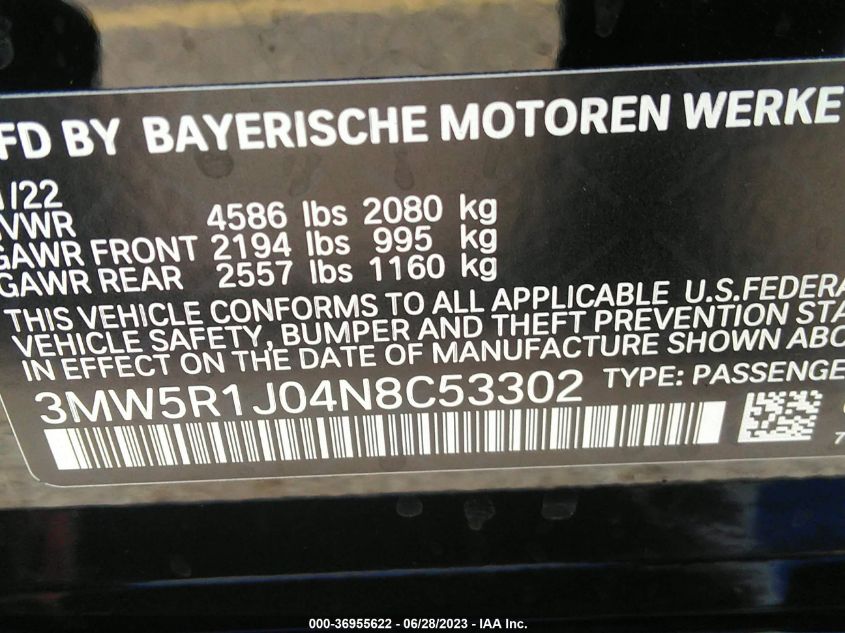 FD BY BAYERISCHE MOTOREN WERKE
/22
VWR 4586 lbs 2080 kg
GAWR FRONT 2194 lbs 995 kg
GAWR REAR 2557 lbs 1160 kg
THIS VEHICLE CONFORMS TO ALL APPLICABLE U.S.FEDERA
VEHICLE SAFETY, BUMPER AND THEFT PREVENTION STA
IN EFFECT ON THE DATE OF MANUFACTURE SHOWN ABO
3MW5R1J04N8C53302 TYPE: PASSENGE
7
000-36955622 - 06/28/2023 - IAA Inc.